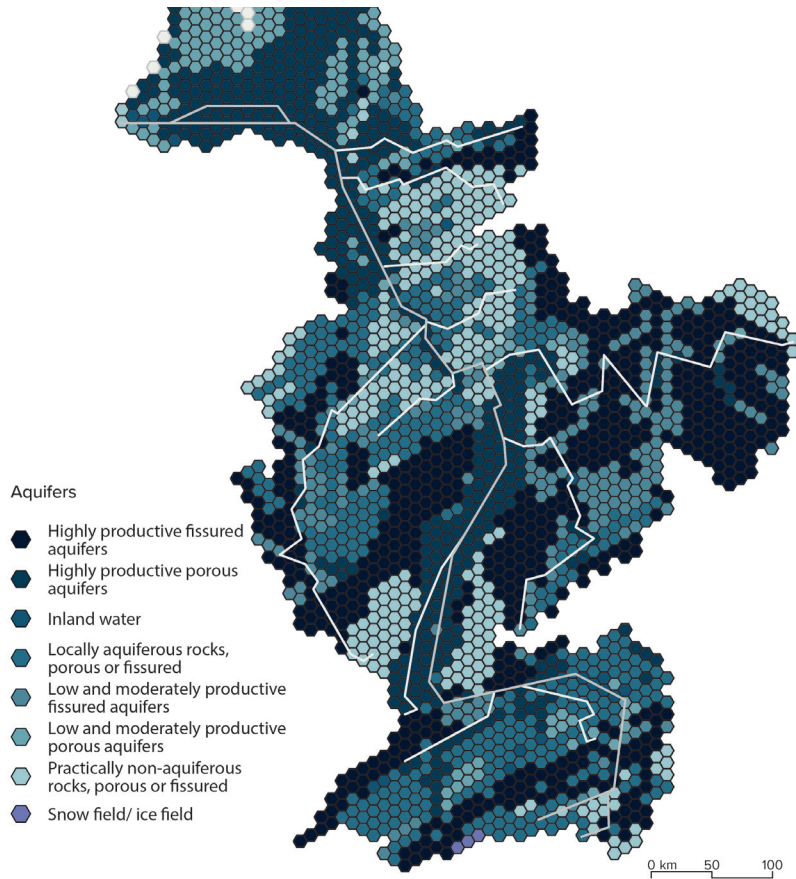 Aquifers
Highly productive fissured
aquifers
Highly productive porous
aquifers
Inland water
Locally aquiferous rocks,
porous or fissured
Low and moderately productive
fissured aquifers
Low and moderately productive
porous aquifers
Practically non-aquiferous
rocks, porous or fissured
Snow field/ ice field
0 km 50 100